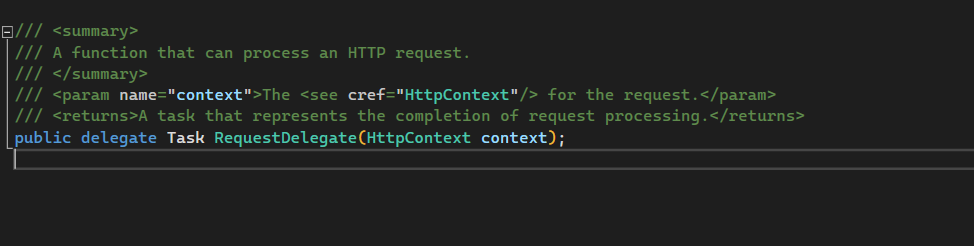 /// <summary>
/// A function that can process an HTTP request.
/// </summary>
/// <param name="context">The <see cref="HttpContext"/> for the request.</param>
/// <returns>A task that represents the completion of request processing.</returns>
public delegate Task RequestDelegate(HttpContext context);